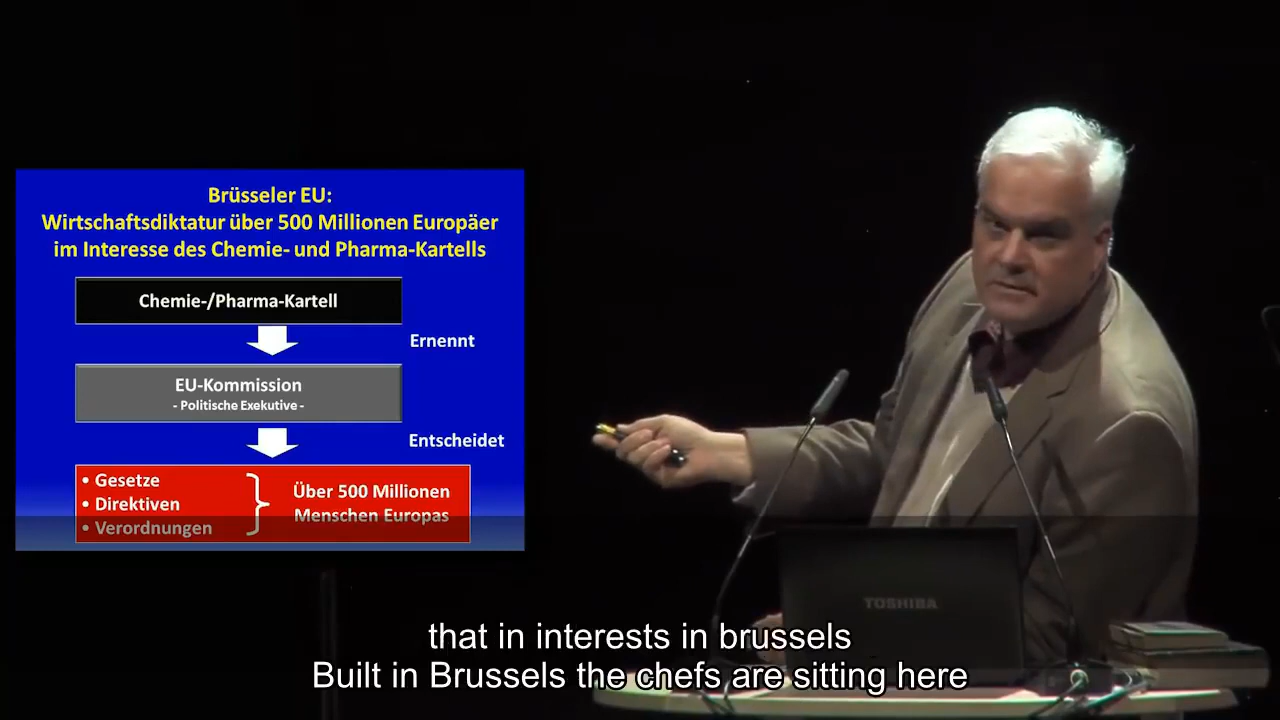 Brüsseler EU:
Wirtschaftsdiktatur über 500 Millionen Europäer
im Interesse des Chemie- und Pharma-Kartells
Chemie-/Pharma-Kartell
Ernennt
EU-Kommission
- Politische Exekutive -
Entscheidet
• Gesetze
• Direktiven
• Verordnungen
Über 500 Millionen
Menschen Europas
TOSHIBA
that in interests in brussels
Built in Brussels the chefs are sitting here